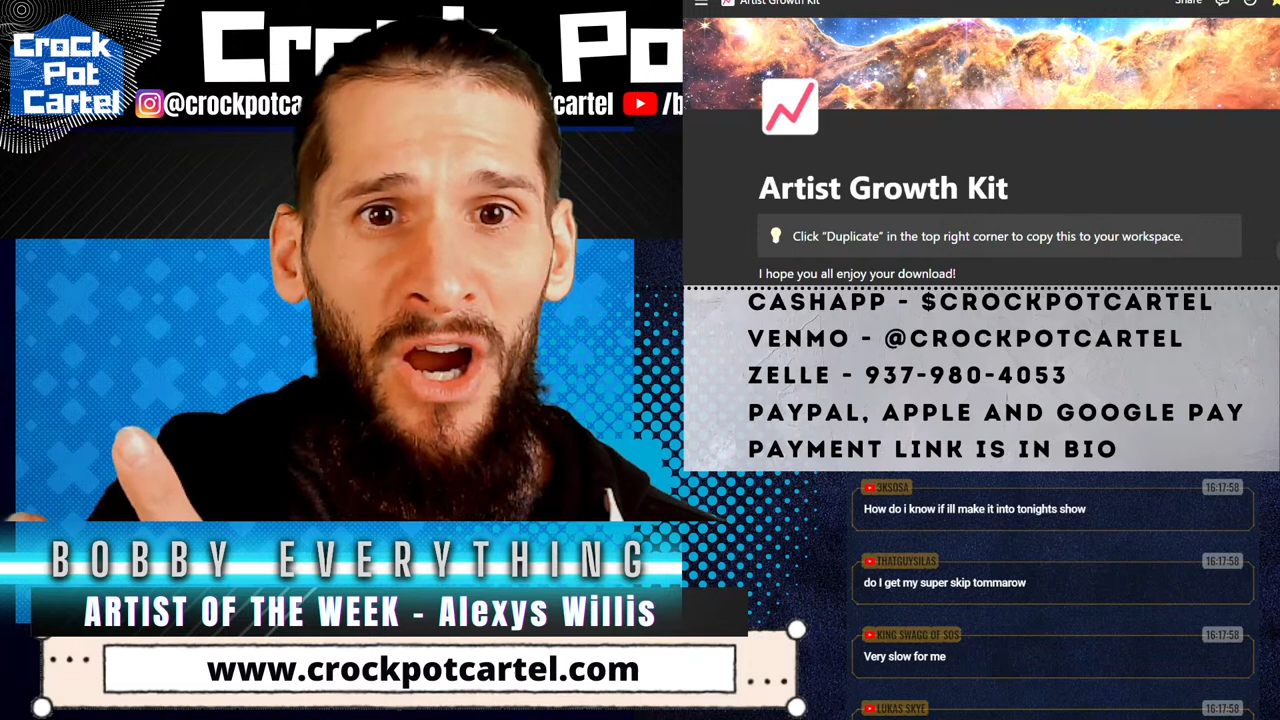 Crock
Pot
Cartel
Crock Po
@crockpotca
cartel
/b
Artist Growth Kit
Share
Artist Growth Kit
Click “Duplicate” in the top right corner to copy this to your workspace.
I hope you all enjoy your download!
CASHAPP - $CROCKPOTCARTEL
VENMO - @CROCKPOTCARTEL
ZELLE - 937-980-4053
PAYPAL, APPLE AND GOOGLE PAY
PAYMENT LINK IS IN BIO
3KSOSA 16:17:58
How do i know if ill make it into tonights show
THATGUYSILAS 16:17:58
do I get my super skip tommarow
KING SWAGG OF SOS 16:17:58
Very slow for me
LUKAS SKYE 16:17:58
BOBBY EVERYTHING
ARTIST OF THE WEEK - Alexys Willis
www.crockpotcartel.com